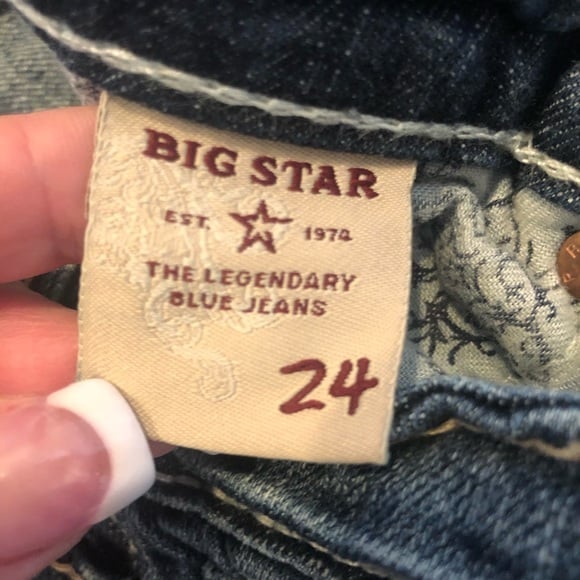 BIG STAR
EST. 1974
THE LEGENDARY
BLUE JEANS
24